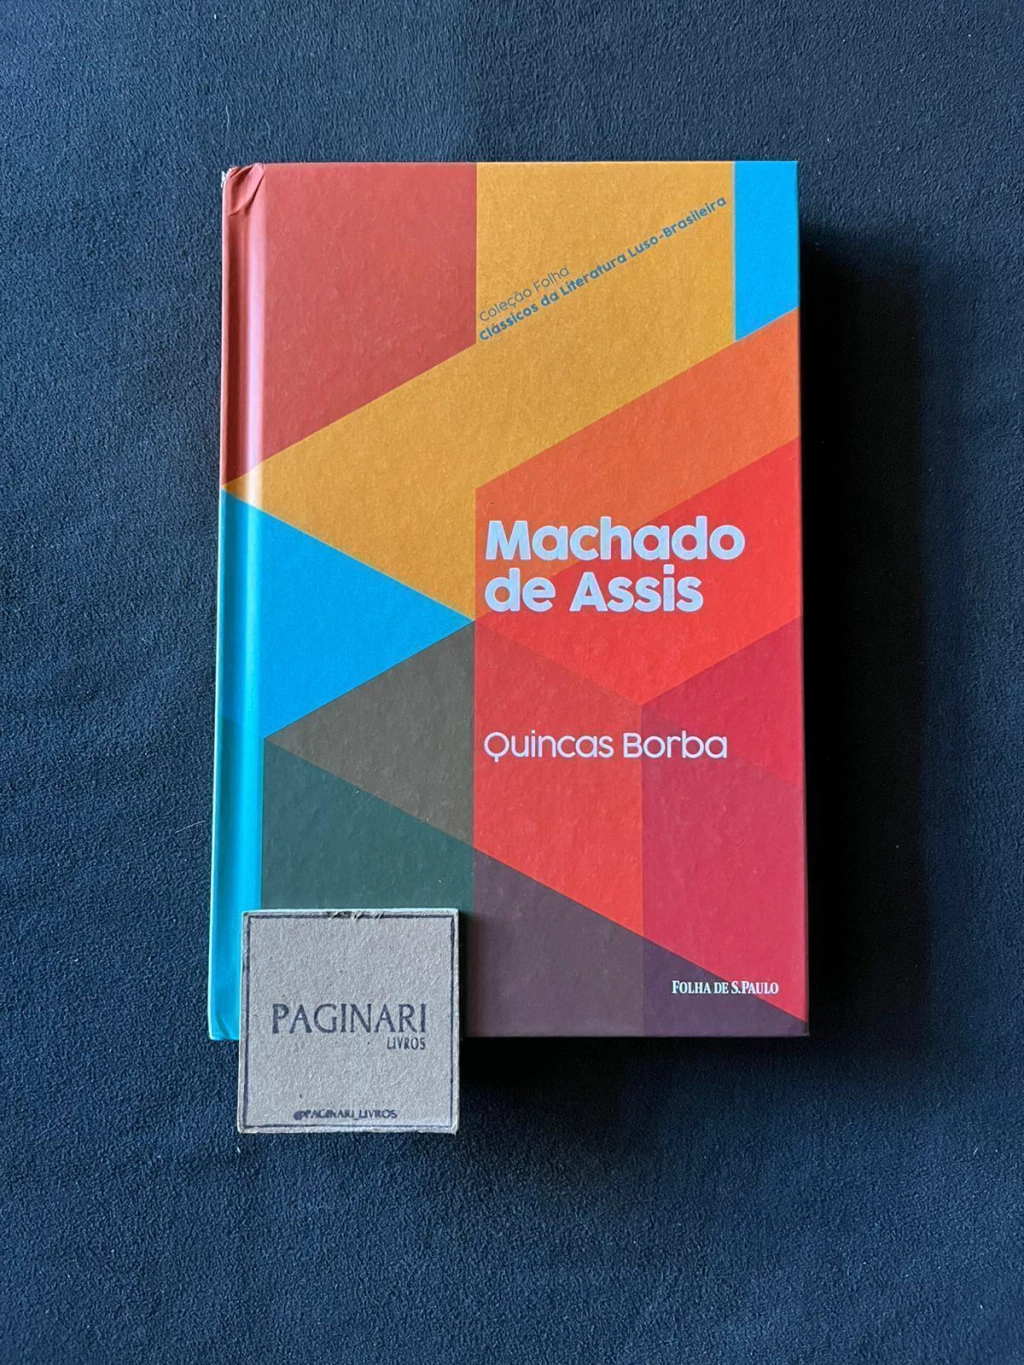 Coleção Folha
Clássicos da Literatura Luso-Brasileira
Machado
de Assis
Quincas Borba
FOLHA DE S.PAULO
PAGINARI
LIVROS
@PAGINARI_LIVROS